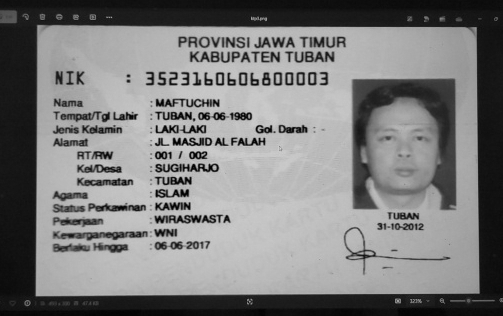 ktp8.png
PROVINSI JAWA TIMUR
KABUPATEN TUBAN
NIK : 3523160606800003
Nama : MAFTUCHIN
Tempat/Tgl Lahir : TUBAN, 06-06-1980
Jenis Kelamin : LAKI-LAKI Gol. Darah : -
Alamat : JL. MASJID AL FALAH
RT/RW : 001 / 002
Kel/Desa : SUGIHARJO
Kecamatan : TUBAN
Agama : ISLAM
Status Perkawinan : KAWIN
Pekerjaan : WIRASWASTA
Kewarganegaraan : WNI
Berlaku Hingga : 06-06-2017
TUBAN
31-10-2012
323%